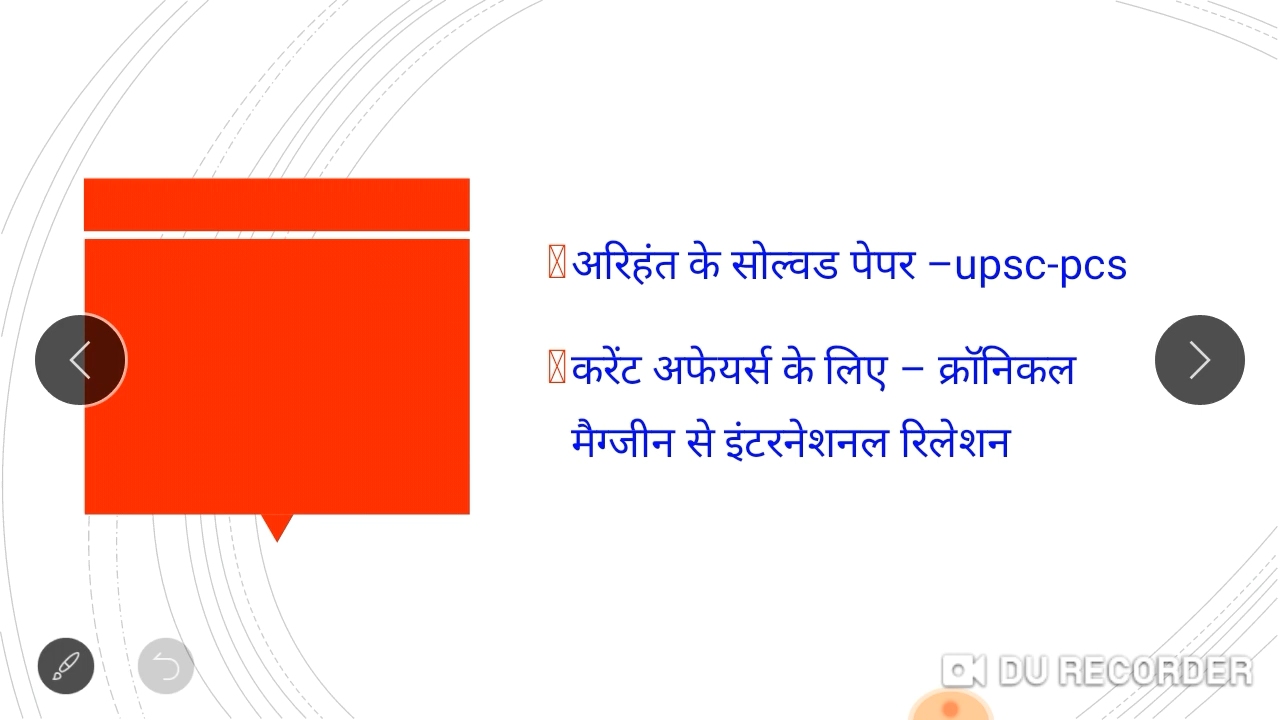 अरिहंत के सोल्वड पेपर –upsc-pcs
करेंट अफेयर्स के लिए – क्रॉनिकल
मैग्जीन से इंटरनेशनल रिलेशन
DU RECORDER